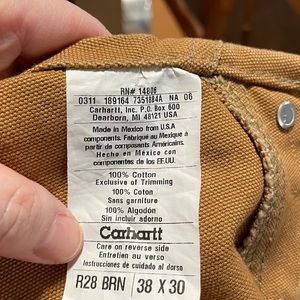 RN# 14806
0311 189164 7351884A NA 06
Carhartt, Inc. P.O. Box 600
Dearborn, MI 48121 USA
Made in Mexico from U.S.A
components. Fabriqué au Mexique à
partir de composants Américains.
Hecho en México con
componentes de los EE.UU.
100% Cotton
Exclusive of Trimming
100% Coton
Sans garniture
100% Algodón
Sin incluir adorno
Carhartt
Care on reverse side
Entretien au verso
Instrucciones de cuidado al dorso
R28 BRN 38 X 30